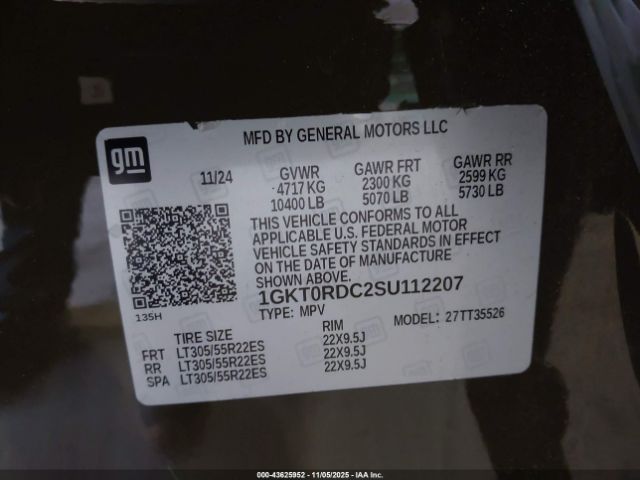 MFD BY GENERAL MOTORS LLC
gm
11/24
GVWR GAWR FRT GAWR RR
4717 KG 2300 KG 2599 KG
10400 LB 5070 LB 5730 LB
THIS VEHICLE CONFORMS TO ALL
APPLICABLE U.S. FEDERAL MOTOR
VEHICLE SAFETY STANDARDS IN EFFECT
ON THE DATE OF MANUFACTURE
SHOWN ABOVE.
1GKT0RDC2SU112207
135H
TYPE: MPV MODEL: 27TT35526
TIRE SIZE RIM
FRT LT305/55R22ES 22X9.5J
RR LT305/55R22ES 22X9.5J
SPA LT305/55R22ES 22X9.5J
000-43625952 | 11/05/2025 | IAA Inc.